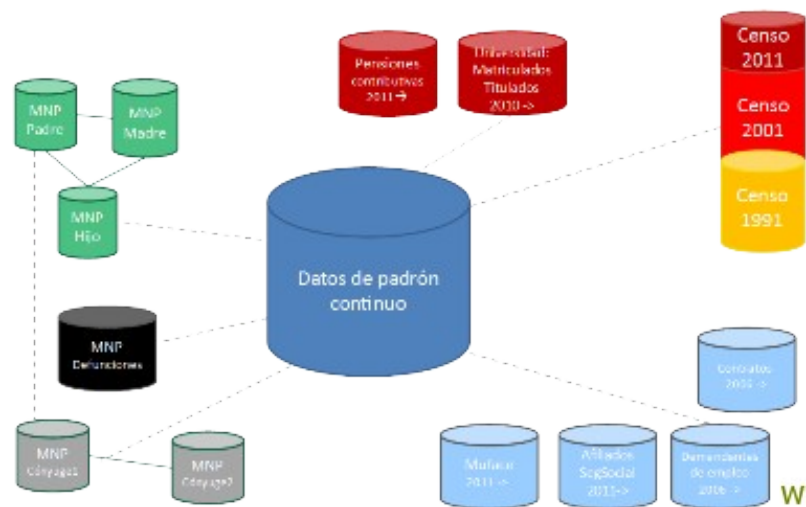 Pensiones
contributivas
2011→
Universidad:
Matriculados
Titulados
2010 ->
Censo
2011
Censo
2001
Censo
1991
MNP
Padre
MNP
Madre
MNP
Hijo
Datos de padrón
continuo
MNP
Defunciones
MNP
Cónyuge1
MNP
Cónyuge2
Contratos
2006 ->
Muface
2011 ->
Afiliados
SegSocial
2011->
Demandantes
de empleo
2006 ->
W